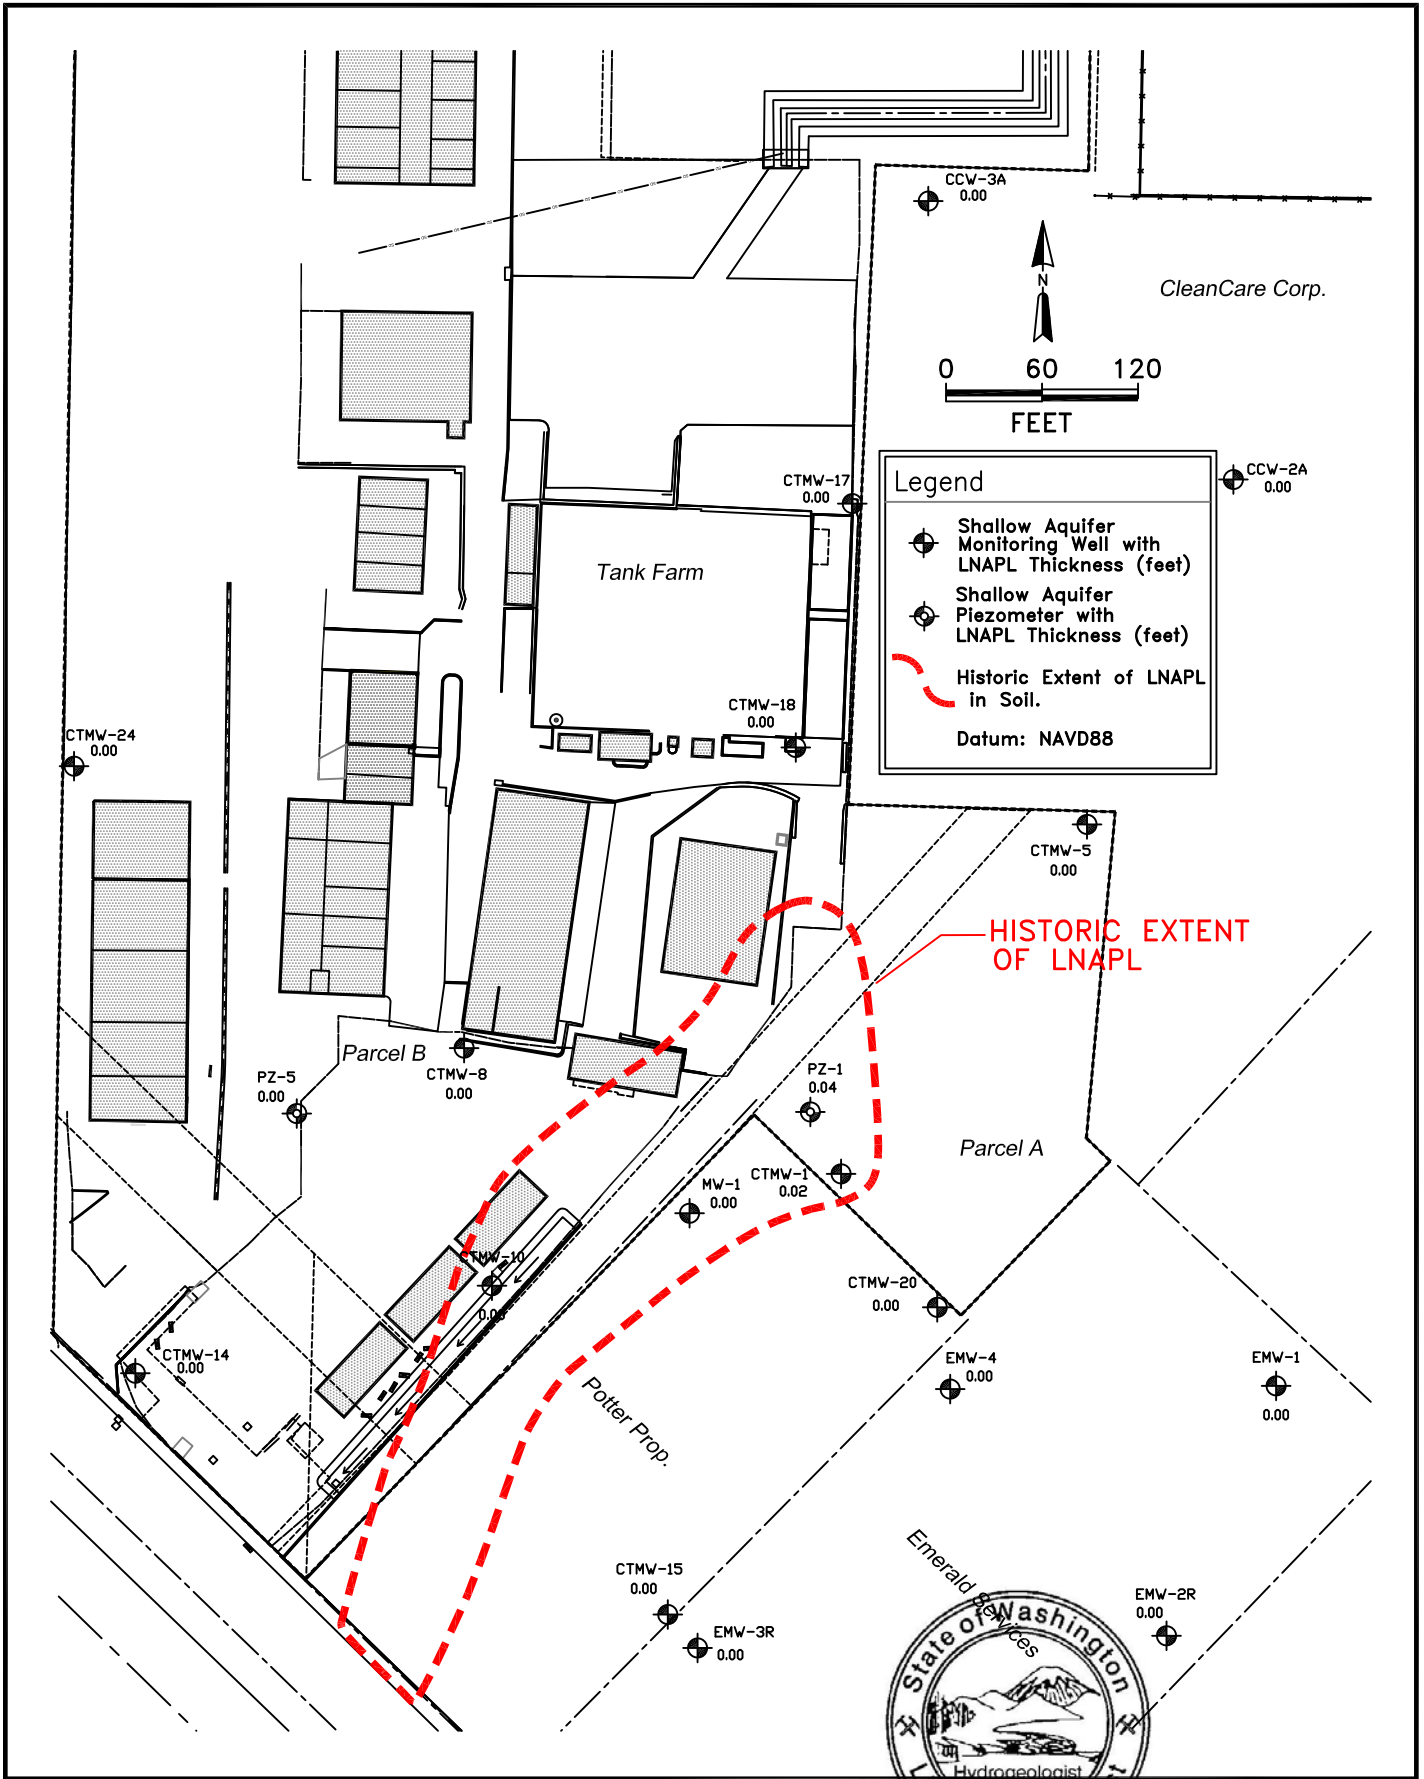 CCW-3A
0.00
N
CleanCare Corp.
0 60 120
FEET
CTMW-17
0.00
CCW-2A
0.00
Legend
Shallow Aquifer
Monitoring Well with
LNAPL Thickness (feet)
Shallow Aquifer
Piezometer with
LNAPL Thickness (feet)
Historic Extent of LNAPL
in Soil.
Datum: NAVD88
Tank Farm
CTMW-18
0.00
CTMW-24
0.00
CTMW-5
0.00
HISTORIC EXTENT
OF LNAPL
Parcel B
CTMW-8
0.00
PZ-5
0.00
PZ-1
0.04
Parcel A
CTMW-1
0.02
MW-1
0.00
CTMW-10
CTMW-20
0.00
CTMW-14
0.00
EMW-4
0.00
EMW-1
0.00
Potter Prop.
Emerald Services
CTMW-15
0.00
EMW-3R
0.00
EMW-2R
0.00
State of Washington
Hydrogeologist